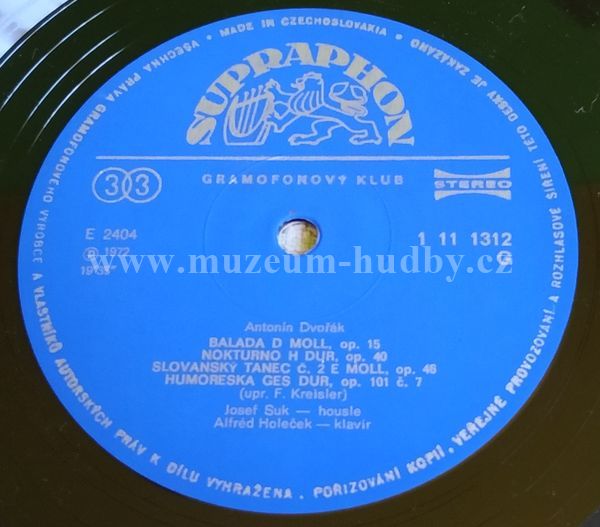 MADE IN CZECHOSLOVAKIA • NAHRÁVKY
SUPRAPHON
33
GRAMOFONOVÝ KLUB
STEREO
E 2404
℗ 1972
1 11 1312
G
www.muzeum-hudby.cz
Antonín Dvořák
BALADA D MOLL, op. 15
NOKTURNO H DUR, op. 40
SLOVANSKÝ TANEC Č. 2 E MOLL, op. 46
HUMORESKA GES DUR, op. 101 č. 7
(upr. F. Kreisler)
Josef Suk — housle
Alfréd Holeček — klavír
VŠECHNA PRÁVA GRAMOFONOVÉHO VÝROBCE A VLASTNÍKŮ AUTORSKÝCH PRÁV K DÍLU VYHRAŽENA. POŘIZOVÁNÍ KOPIÍ, VEŘEJNÉ PROVOZOVÁNÍ A ROZHLASOVÉ ŠÍŘENÍ TÉTO DESKY JE ZAKÁZÁNO